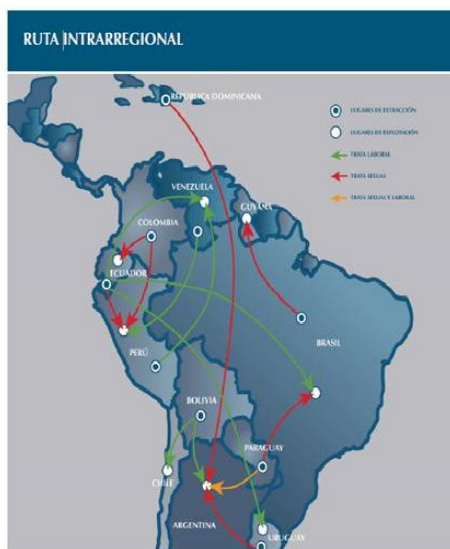 RUTA INTRARREGIONAL
REPÚBLICA DOMINICANA
LUGARES DE EXTRACCIÓN
LUGARES DE EXPLOTACIÓN
TRATA LABORAL
TRATA SEXUAL
TRATA SEXUAL Y LABORAL
VENEZUELA
GUYANA
COLOMBIA
ECUADOR
PERÚ
BRASIL
BOLIVIA
PARAGUAY
CHILE
ARGENTINA
URUGUAY